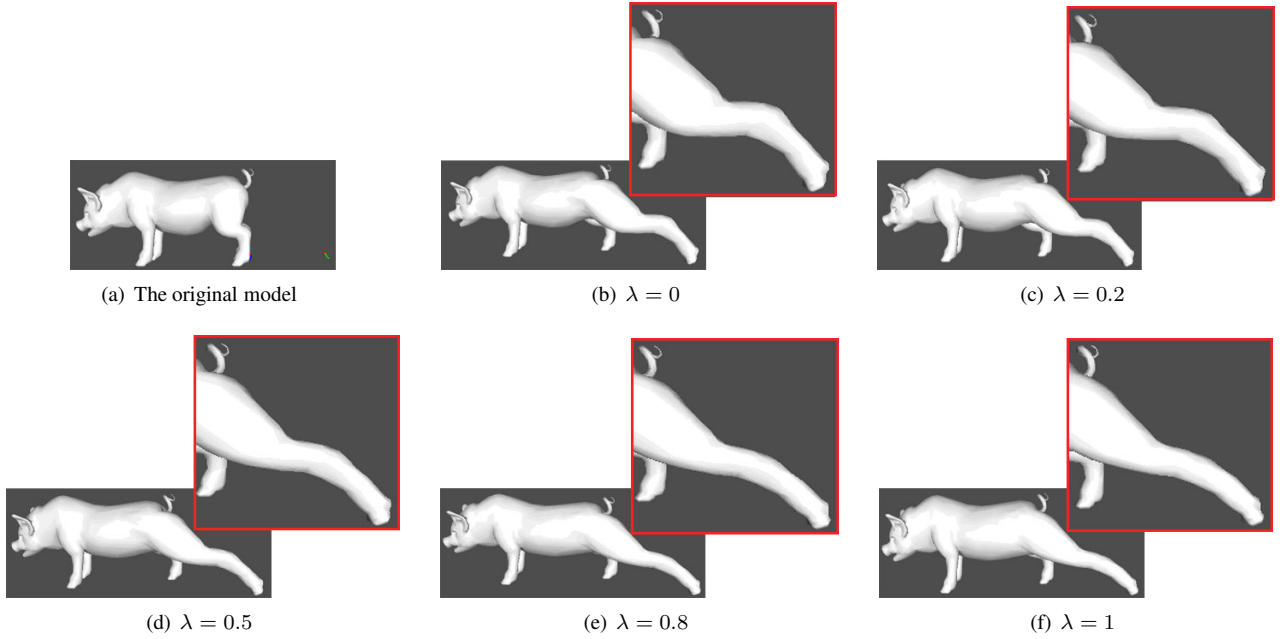 (a) The original model
(b) λ = 0
(c) λ = 0.2
(d) λ = 0.5
(e) λ = 0.8
(f) λ = 1